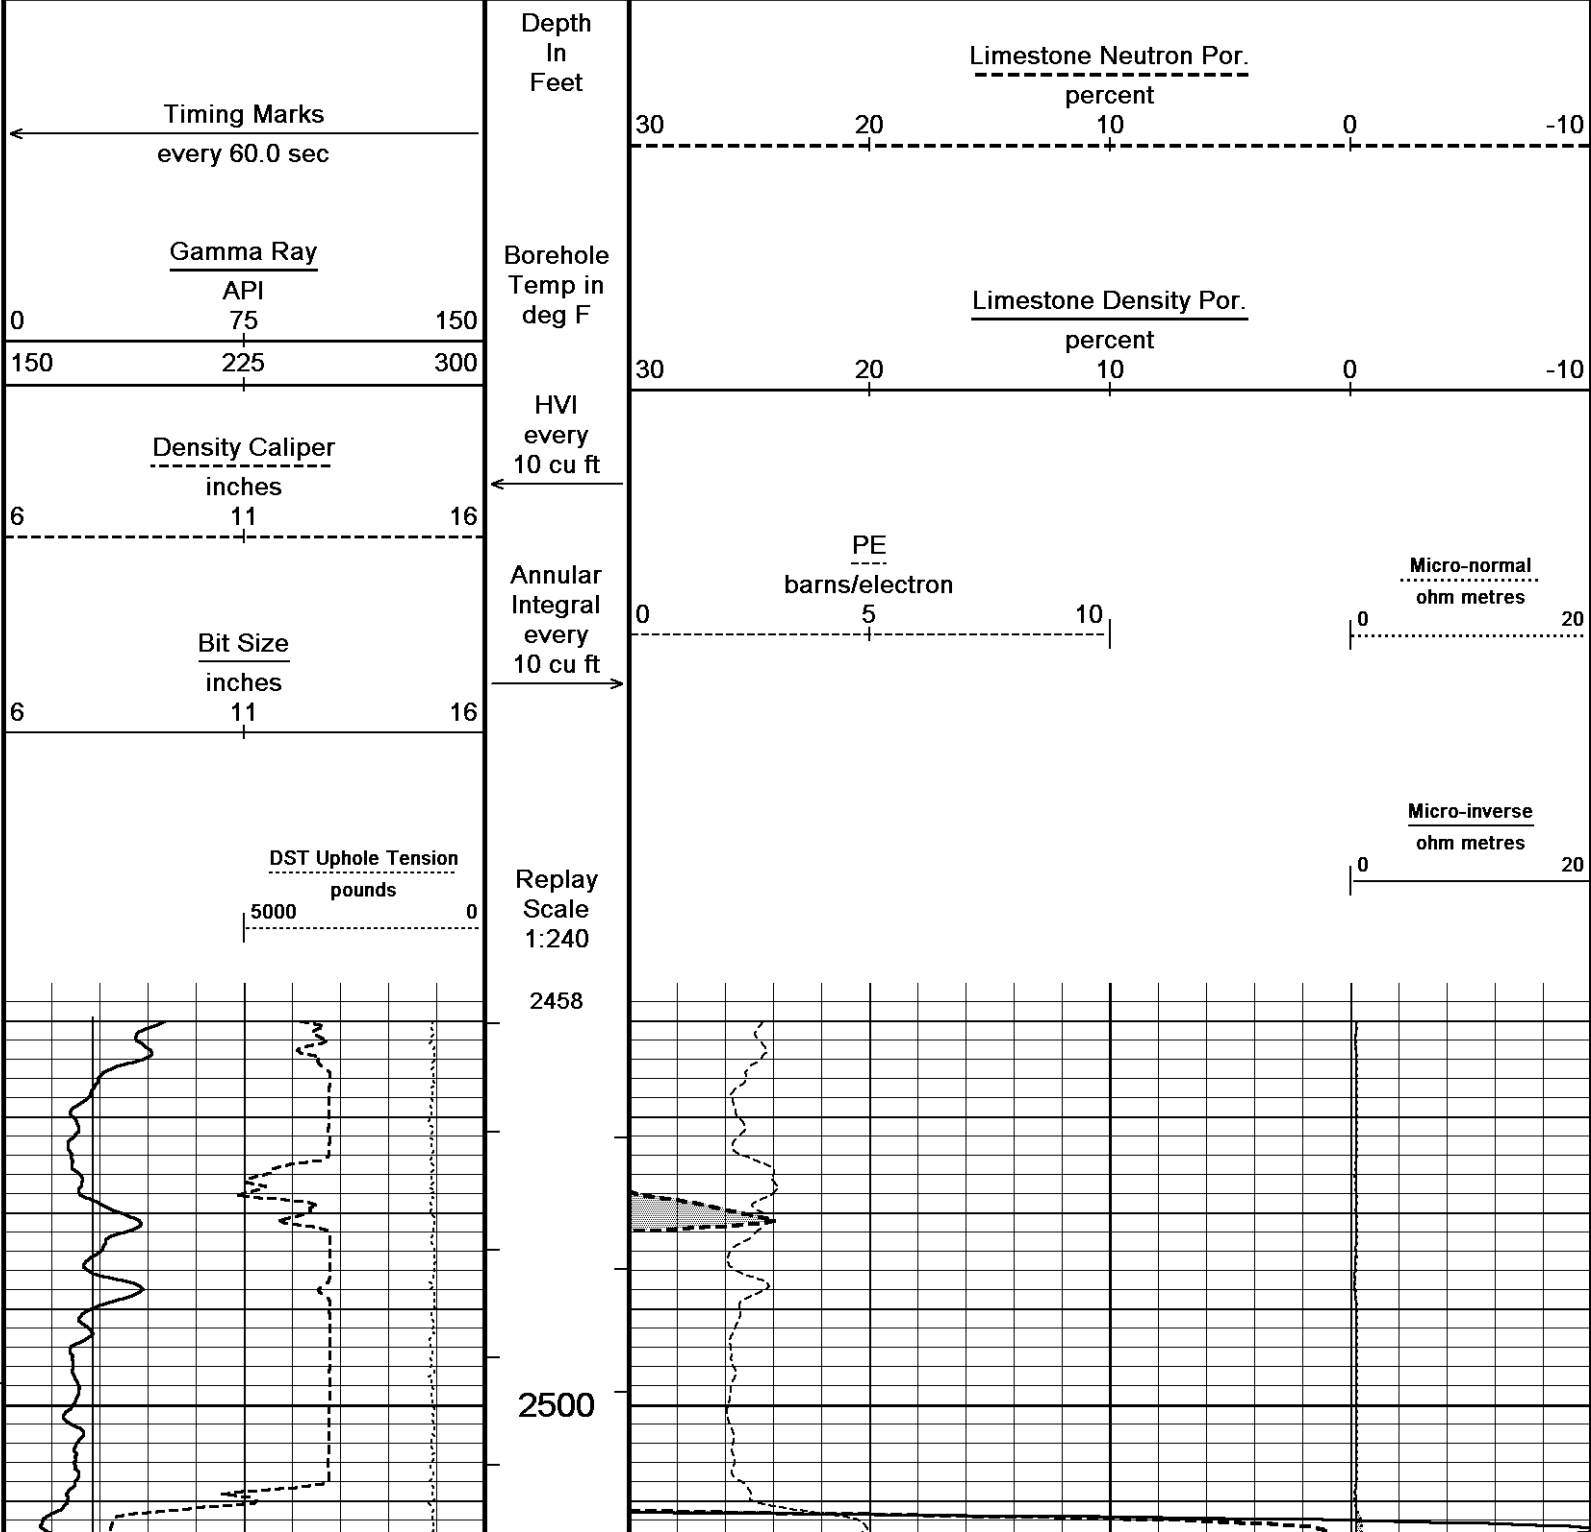 Timing Marks
every 60.0 sec
Gamma Ray
API
0 75 150
150 225 300
Density Caliper
inches
6 11 16
Bit Size
inches
6 11 16
DST Uphole Tension
pounds
5000 0
Depth
In
Feet
Borehole
Temp in
deg F
HVI
every
10 cu ft
Annular
Integral
every
10 cu ft
Replay
Scale
1:240
2458
2500
Limestone Neutron Por.
percent
30 20 10 0 -10
Limestone Density Por.
percent
30 20 10 0 -10
PE
barns/electron
0 5 10
Micro-normal
ohm metres
0 20
Micro-inverse
ohm metres
0 20